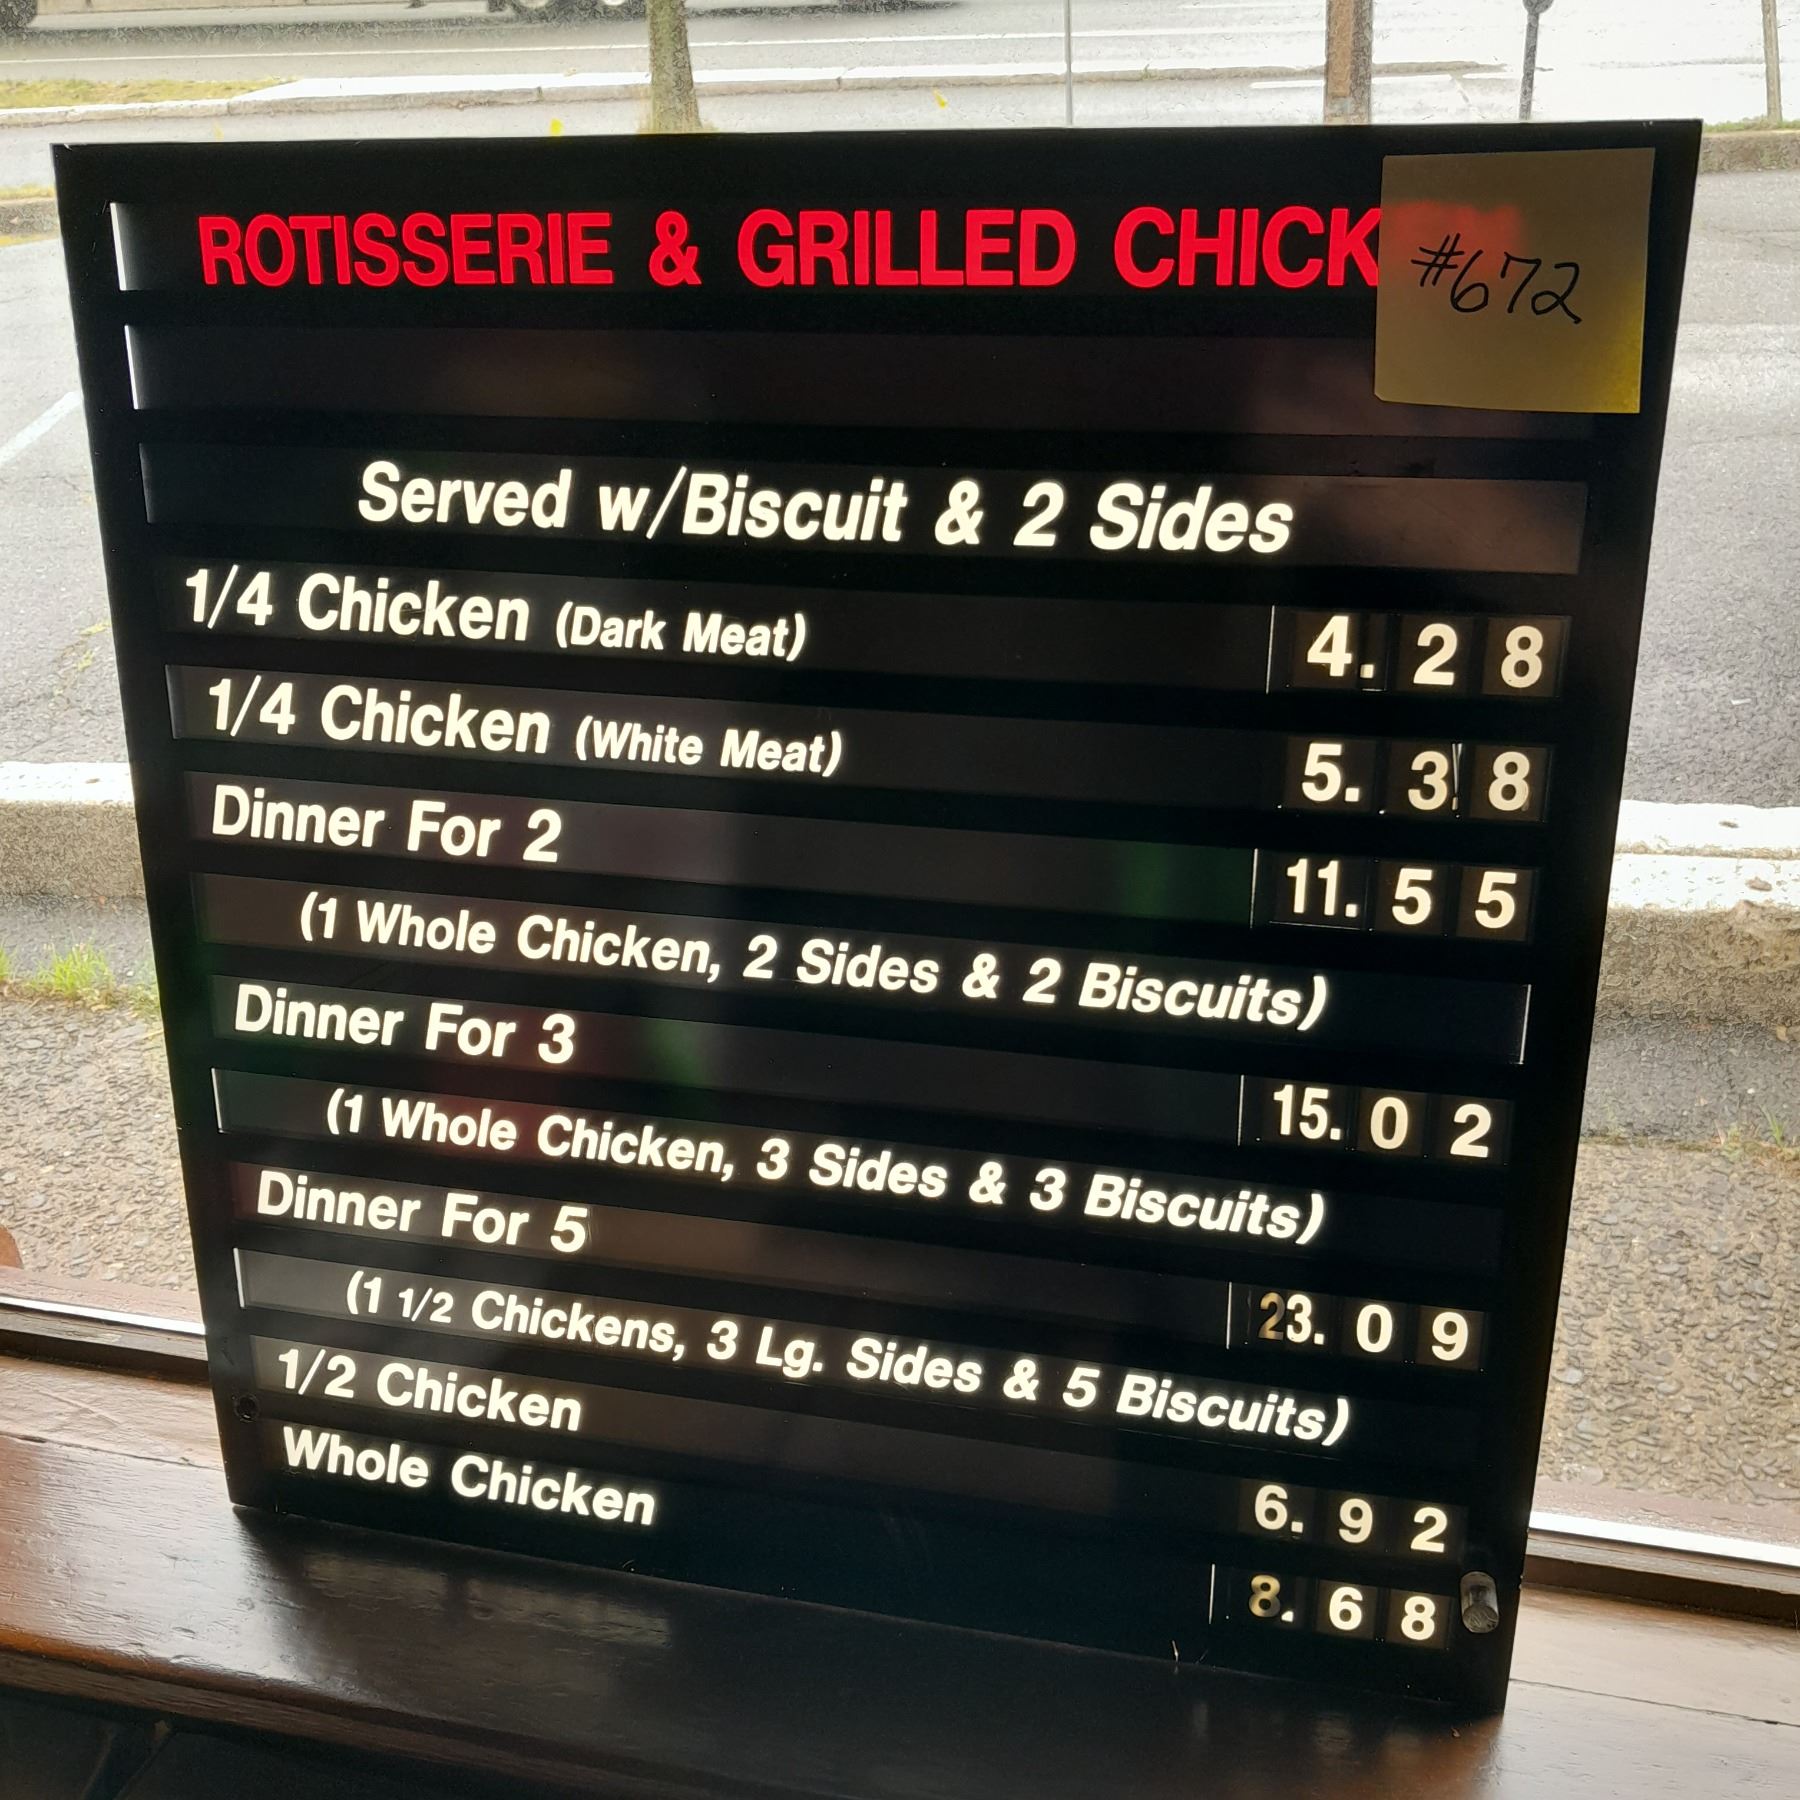 ROTISSERIE & GRILLED CHICK
#672
Served w/Biscuit & 2 Sides
1/4 Chicken (Dark Meat) 4.28
1/4 Chicken (White Meat) 5.38
Dinner For 2 11.55
(1 Whole Chicken, 2 Sides & 2 Biscuits)
Dinner For 3 15.02
(1 Whole Chicken, 3 Sides & 3 Biscuits)
Dinner For 5 23.09
(1 1/2 Chickens, 3 Lg. Sides & 5 Biscuits)
1/2 Chicken 6.92
Whole Chicken 8.68